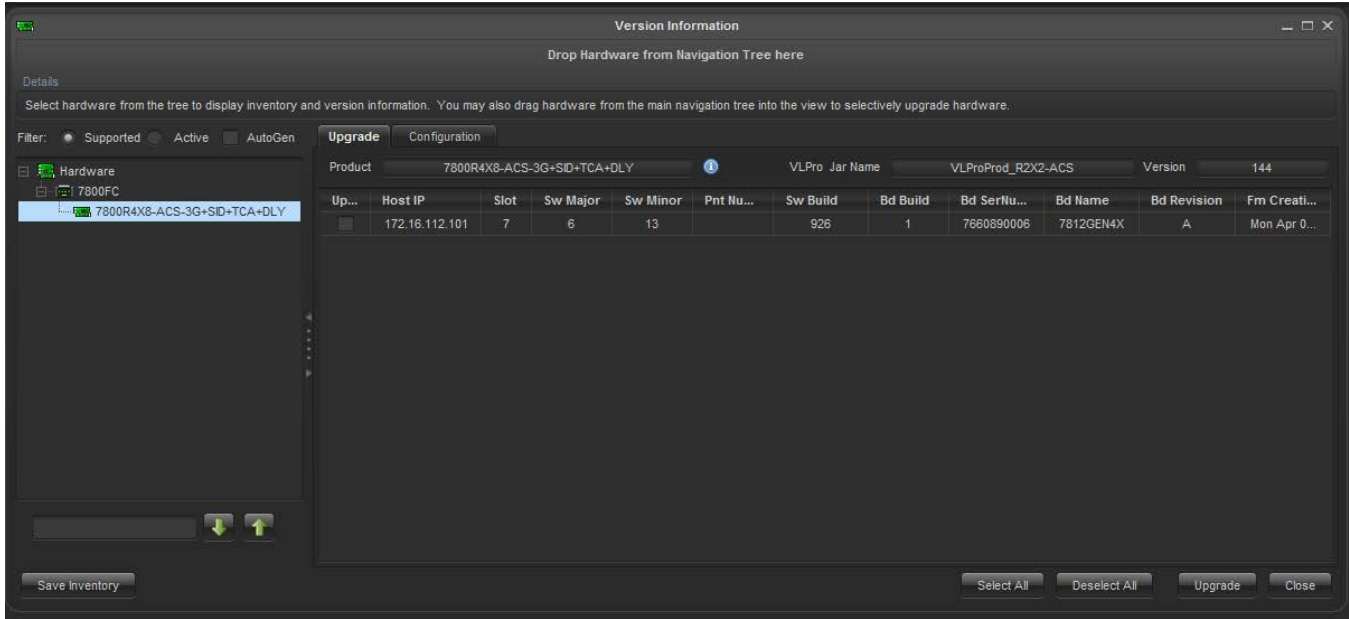 Version Information
Drop Hardware from Navigation Tree here
Details
Select hardware from the tree to display inventory and version information. You may also drag hardware from the main navigation tree into the view to selectively upgrade hardware.
Filter: Supported Active AutoGen
Upgrade Configuration
Hardware
7800FC
7800R4X8-ACS-3G+SID+TCA+DLY
Product 7800R4X8-ACS-3G+SID+TCA+DLY VLPro Jar Name VLProProd_R2X2-ACS Version 144
Up... Host IP Slot Sw Major Sw Minor Pnt Nu... Sw Build Bd Build Bd SerNu... Bd Name Bd Revision Fm Creati...
172.16.112.101 7 6 13 926 1 7660890006 7812GEN4X A Mon Apr 0...
Save Inventory Select All Deselect All Upgrade Close